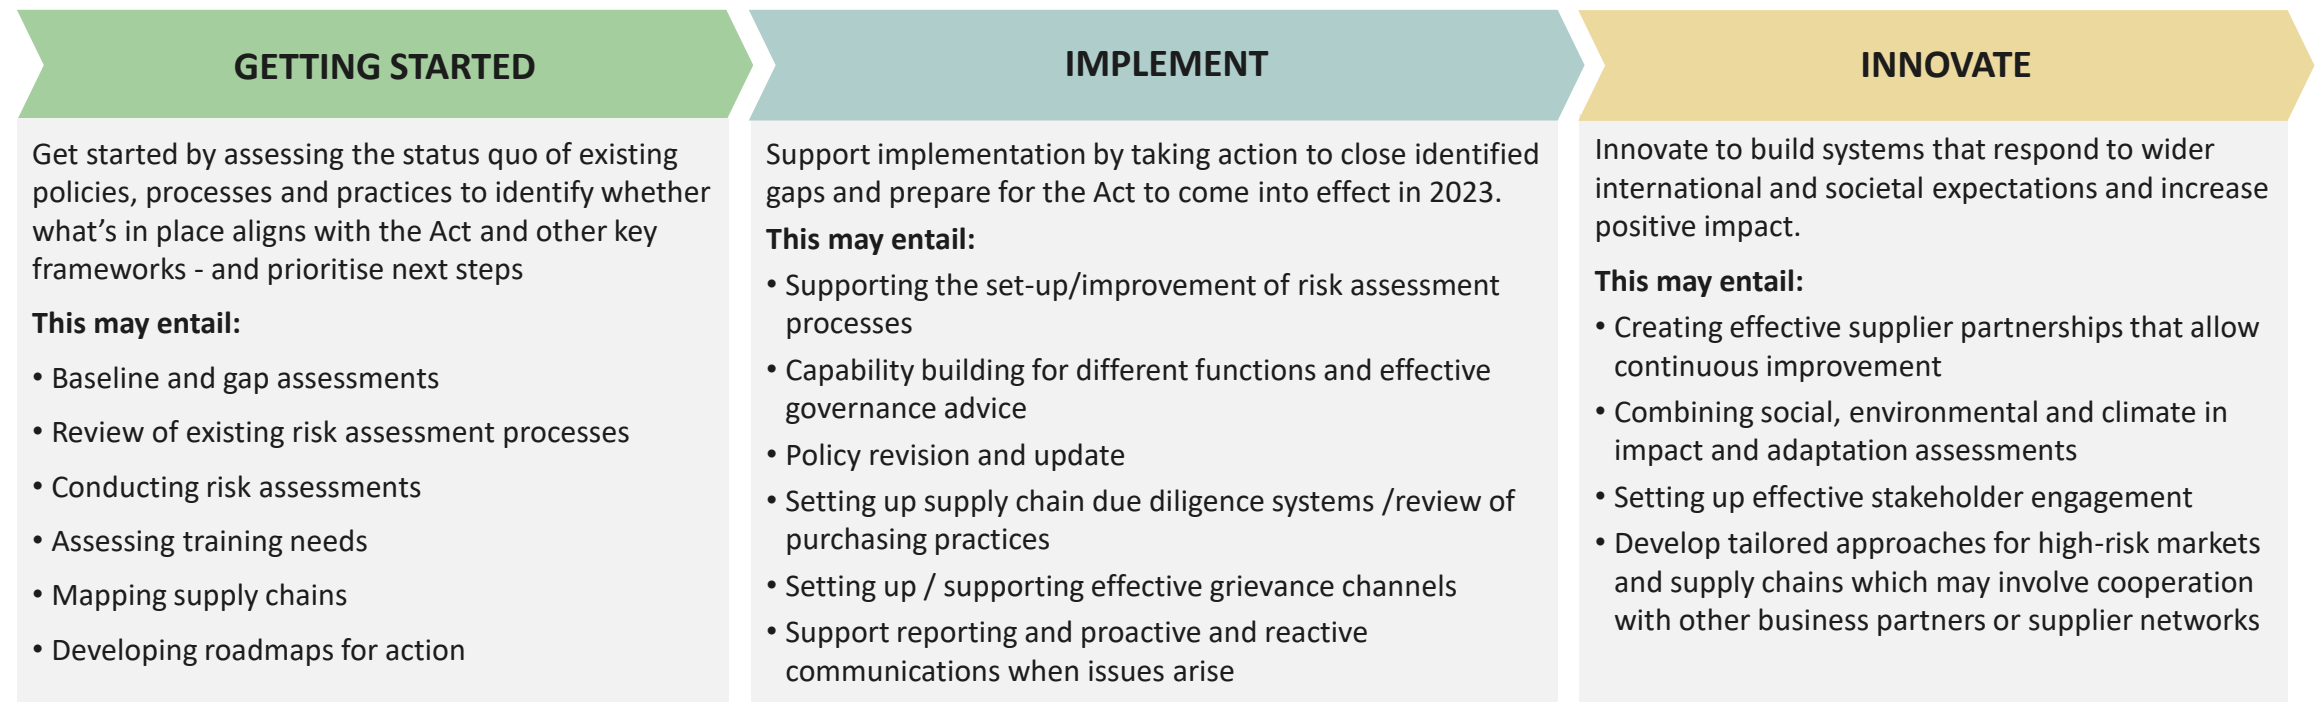 GETTING STARTED
Get started by assessing the status quo of existing
policies, processes and practices to identify whether
what's in place aligns with the Act and other key
frameworks - and prioritise next steps
This may entail:
• Baseline and gap assessments
• Review of existing risk assessment processes
• Conducting risk assessments
• Assessing training needs
• Mapping supply chains
• Developing roadmaps for action
IMPLEMENT
Support implementation by taking action to close identified
gaps and prepare for the Act to come into effect in 2023.
This may entail:
• Supporting the set-up/improvement of risk assessment
processes
• Capability building for different functions and effective
governance advice
• Policy revision and update
• Setting up supply chain due diligence systems /review of
purchasing practices
• Setting up / supporting effective grievance channels
• Support reporting and proactive and reactive
communications when issues arise
INNOVATE
Innovate to build systems that respond to wider
international and societal expectations and increase
positive impact.
This may entail:
• Creating effective supplier partnerships that allow
continuous improvement
• Combining social, environmental and climate in
impact and adaptation assessments
• Setting up effective stakeholder engagement
• Develop tailored approaches for high-risk markets
and supply chains which may involve cooperation
with other business partners or supplier networks